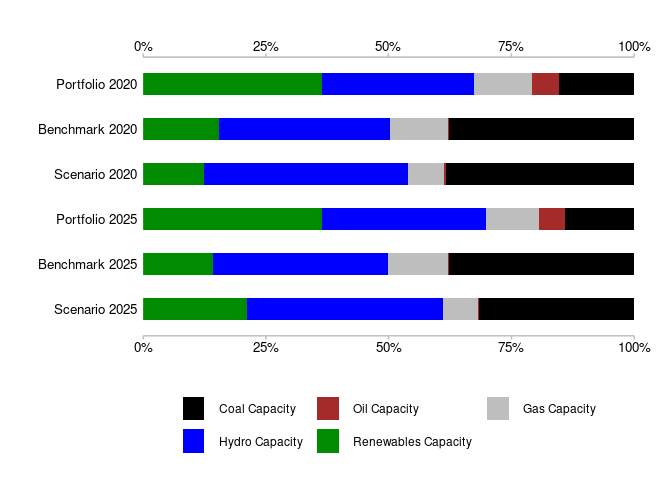 0% 25% 50% 75% 100%
Portfolio 2020
Benchmark 2020
Scenario 2020
Portfolio 2025
Benchmark 2025
Scenario 2025
0% 25% 50% 75% 100%
Coal Capacity Oil Capacity Gas Capacity
Hydro Capacity Renewables Capacity